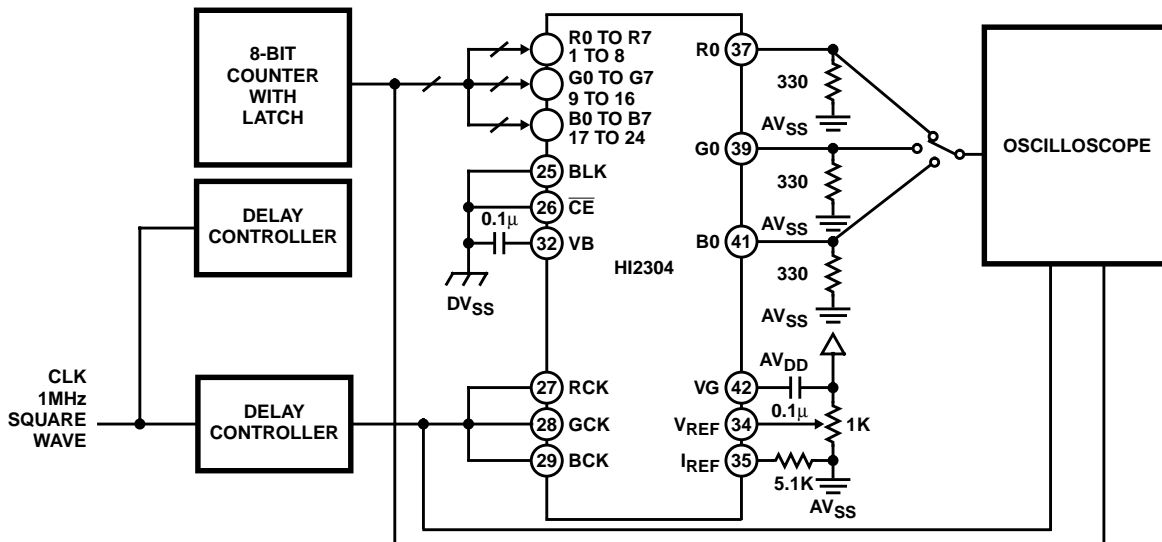 8-BIT
COUNTER
WITH
LATCH
DELAY
CONTROLLER
CLK
1MHz
SQUARE
WAVE
DELAY
CONTROLLER
R0 TO R7
1 TO 8
G0 TO G7
9 TO 16
B0 TO B7
17 TO 24
25 BLK
26 CE
0.1µ
32 VB
DVSS
HI2304
27 RCK
28 GCK
29 BCK
R0 37
330
AVSS
G0 39
330
AVSS
B0 41
330
AVSS
AVDD
VG 42
0.1µ
VREF 34
1K
IREF 35
5.1K
AVSS
OSCILLOSCOPE